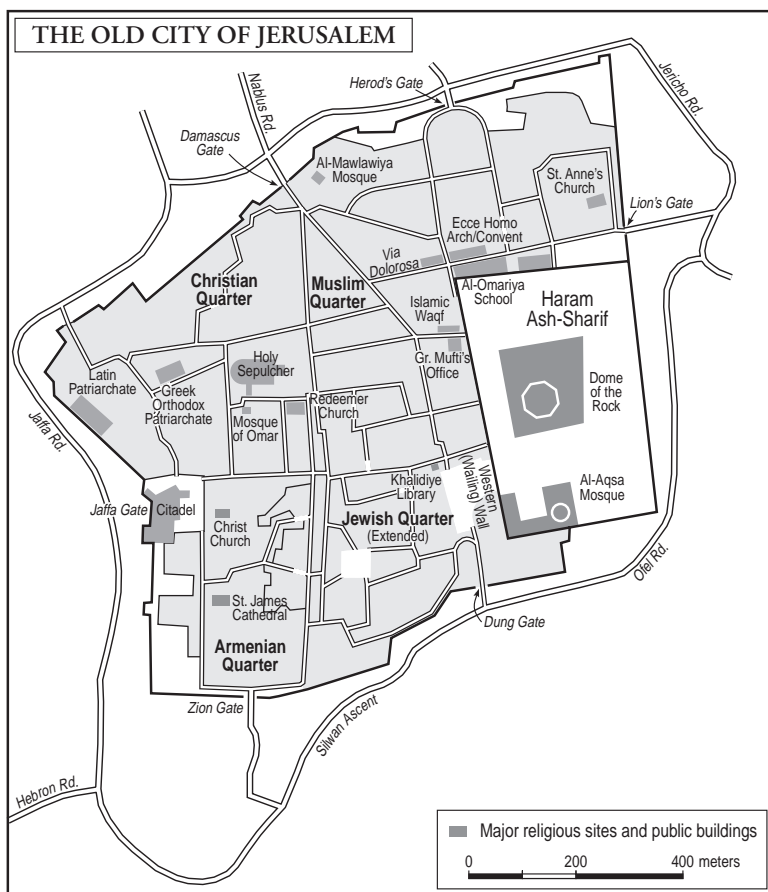 THE OLD CITY OF JERUSALEM
Nablus Rd.
Herod's Gate
Jericho Rd.
Damascus
Gate
Al-Mawlawiya
Mosque
St. Anne's
Church
Lion's Gate
Ecce Homo
Arch/Convent
Via
Dolorosa
Christian
Quarter
Muslim
Quarter
Al-Omariya
School
Haram
Ash-Sharif
Islamic
Waqf
Gr. Mufti's
Office
Holy
Sepulcher
Latin
Patriarchate
Greek
Orthodox
Patriarchate
Dome
of the
Rock
Redeemer
Church
Mosque
of Omar
Jaffa Rd.
Khalidiye
Library
Western
(Wailing) Wall
Al-Aqsa
Mosque
Jaffa Gate
Citadel
Christ
Church
Jewish Quarter
(Extended)
Ofel Rd.
St. James
Cathedral
Dung Gate
Armenian
Quarter
Zion Gate
Silwan Ascent
Hebron Rd.
Major religious sites and public buildings
0 200 400 meters